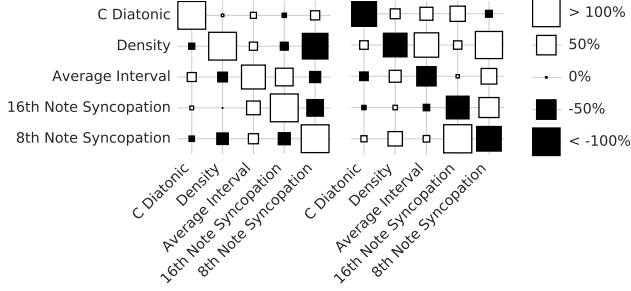 C Diatonic
Density
Average Interval
16th Note Syncopation
8th Note Syncopation
C Diatonic
Density
Average Interval
16th Note Syncopation
8th Note Syncopation
C Diatonic
Density
Average Interval
16th Note Syncopation
8th Note Syncopation
> 100%
50%
0%
-50%
< -100%